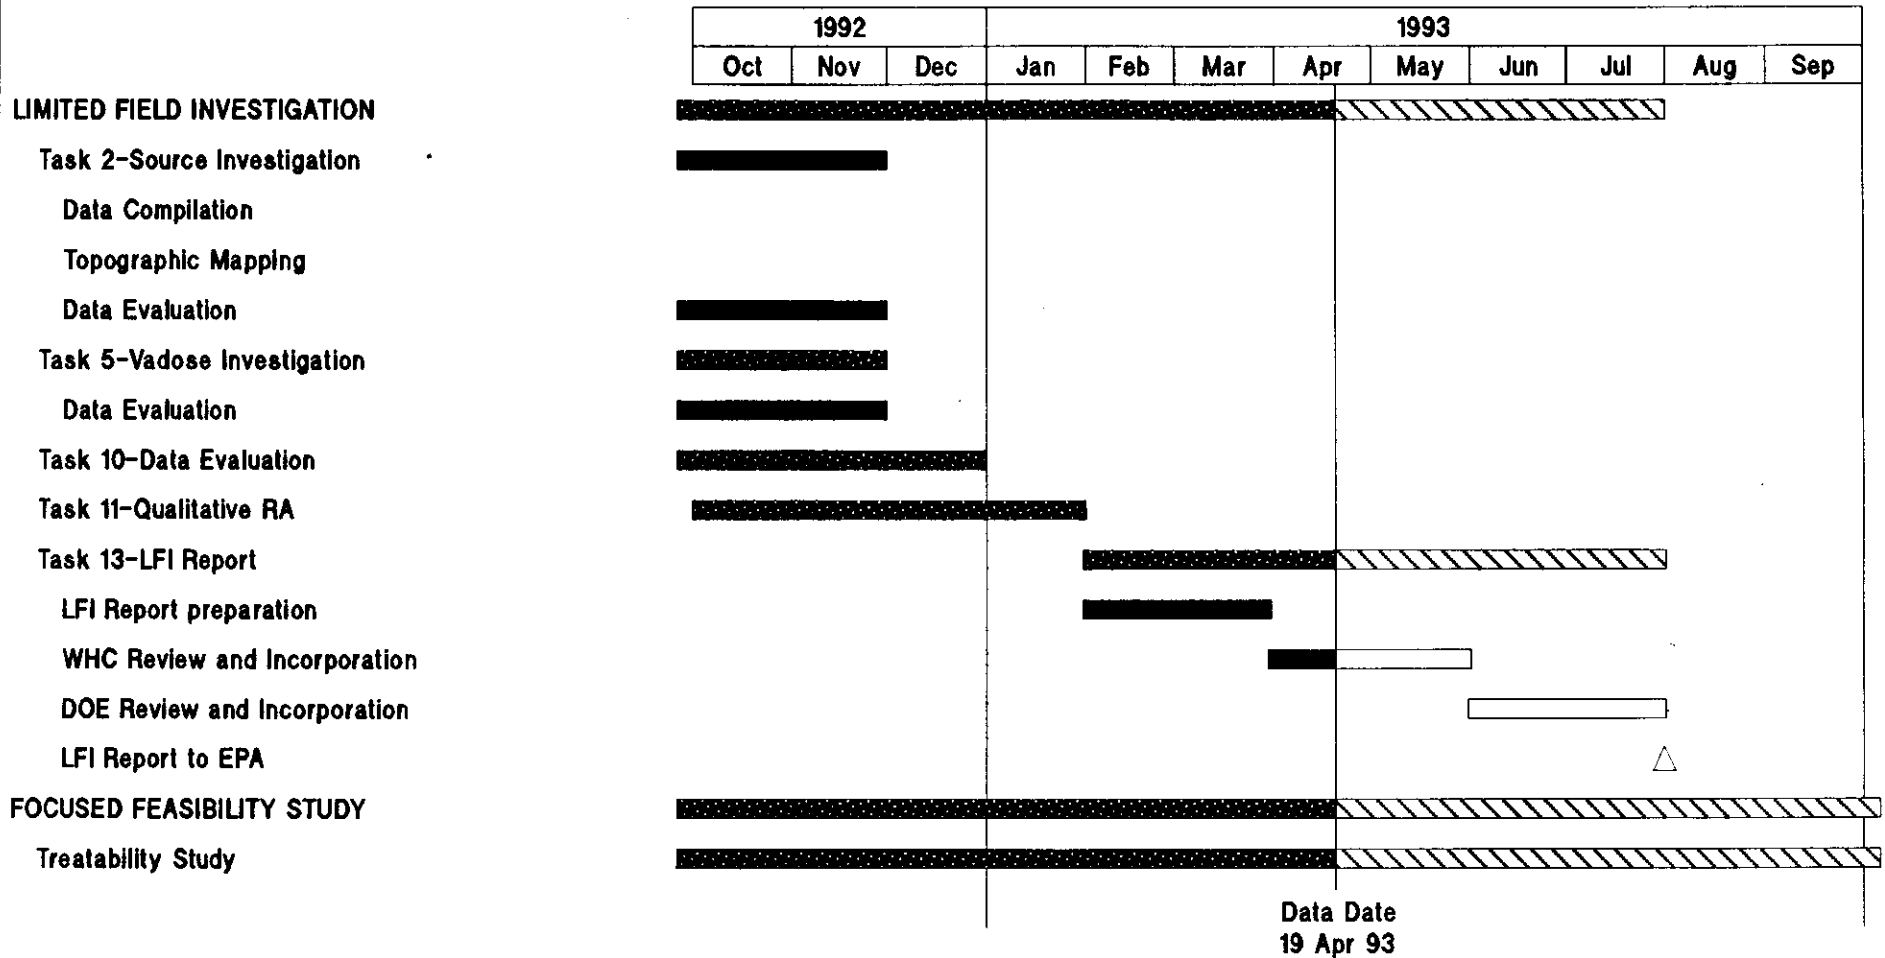 1992 1993
Oct Nov Dec Jan Feb Mar Apr May Jun Jul Aug Sep
LIMITED FIELD INVESTIGATION
Task 2-Source Investigation
Data Compilation
Topographic Mapping
Data Evaluation
Task 5-Vadose Investigation
Data Evaluation
Task 10-Data Evaluation
Task 11-Qualitative RA
Task 13-LFI Report
LFI Report preparation
WHC Review and Incorporation
DOE Review and Incorporation
LFI Report to EPA
FOCUSED FEASIBILITY STUDY
Treatability Study
Data Date
19 Apr 93